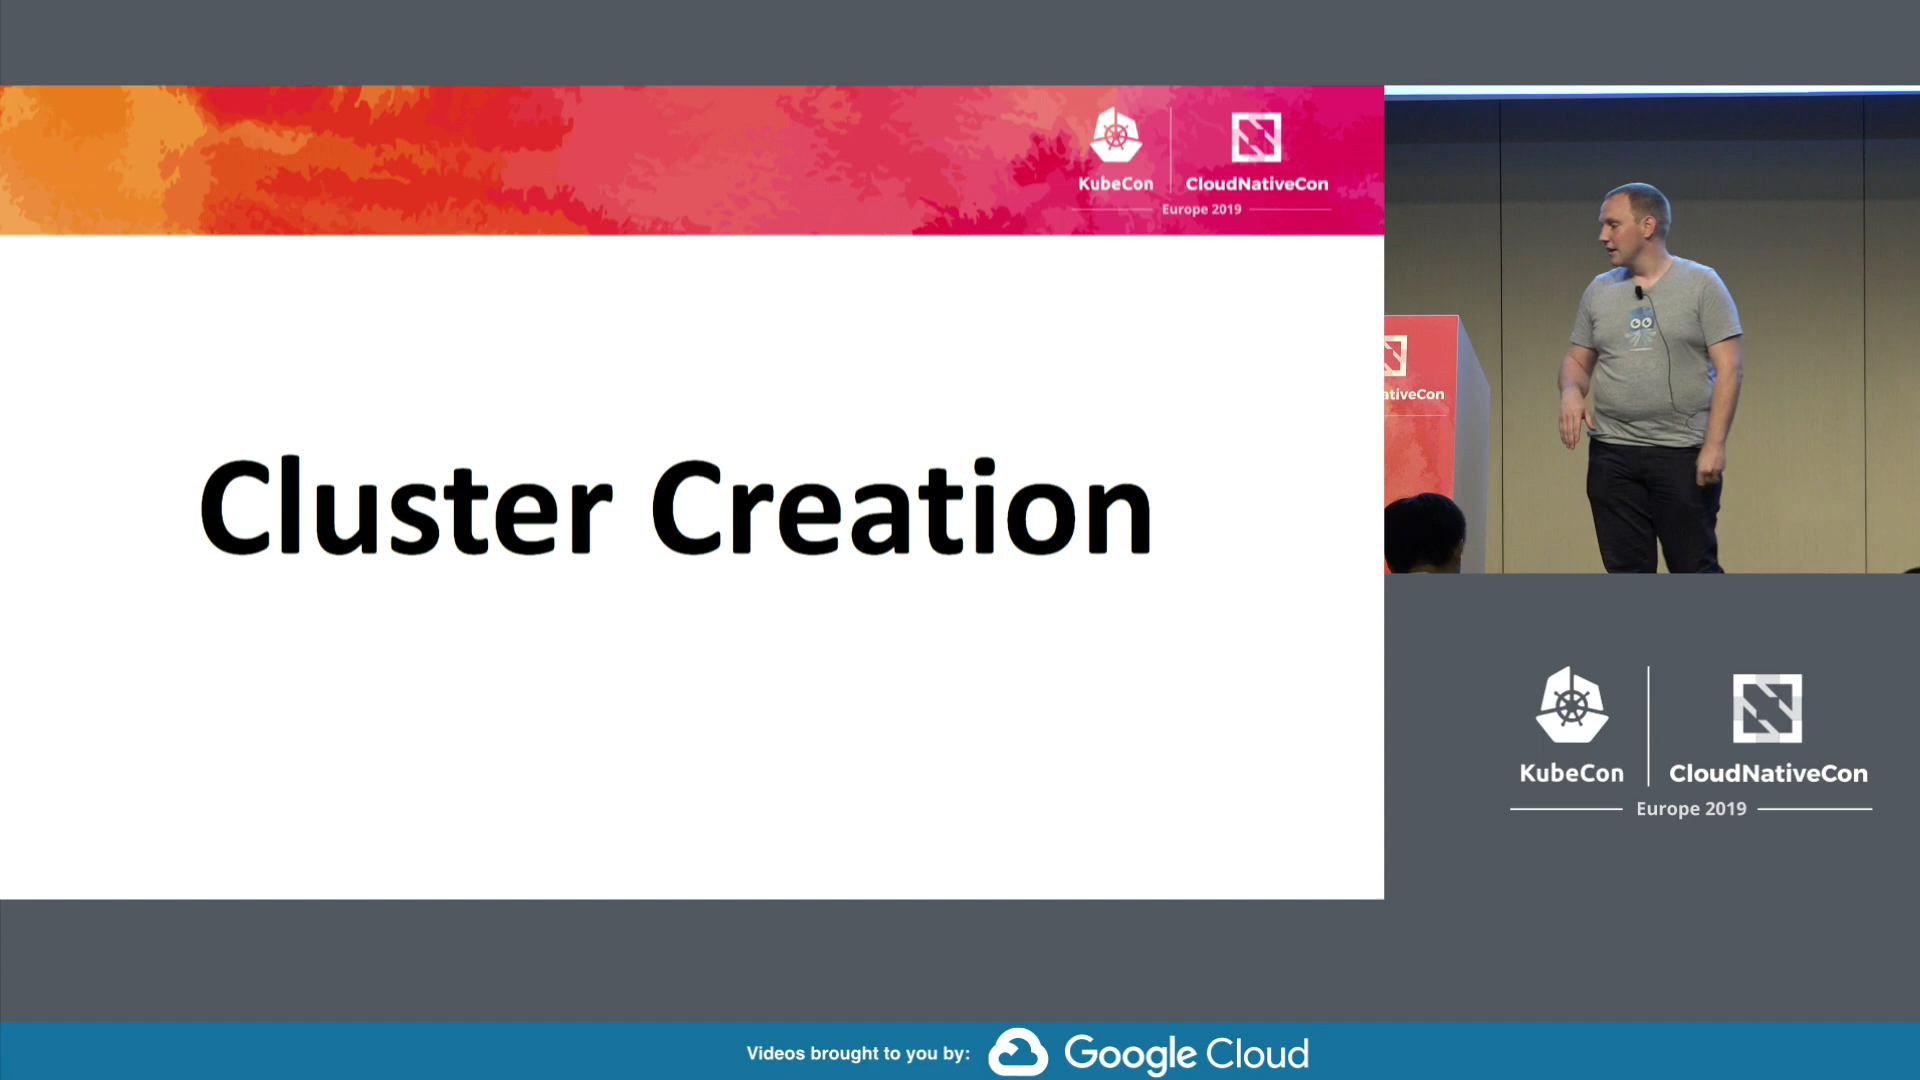 KubeCon
CloudNativeCon
Europe 2019
Cluster Creation
ativeCon
KubeCon
CloudNativeCon
Europe 2019
Videos brought to you by:
Google Cloud